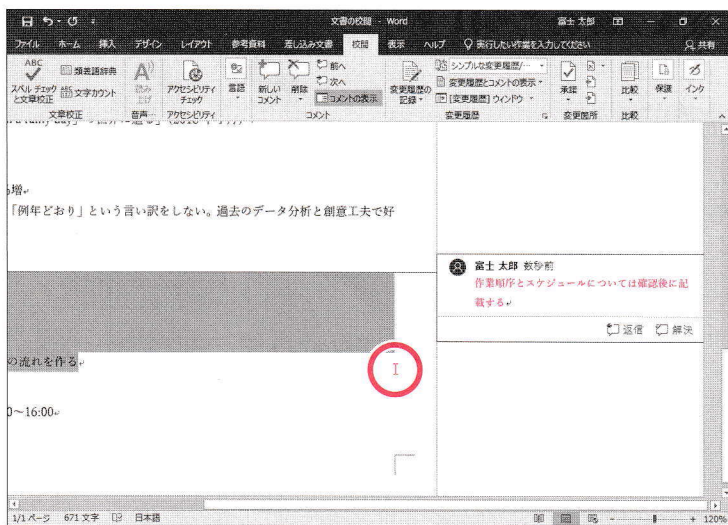 文書の校閲 - Word
富士 太郎
ファイル ホーム 挿入 デザイン レイアウト 参考資料 差し込み文書 校閲 表示 ヘルプ 実行したい作業を入力してください 共有
ABC
スペル チェック
と文章校正
類義語辞典
文字カウント
文章校正
読み
上げ
音声
アクセシビリティ
チェック
アクセシビリティ
言語
新しい
コメント
削除
前へ
次へ
コメントの表示
コメント
変更履歴の
記録
シンプルな変更履歴/…
変更履歴とコメントの表示
[変更履歴] ウィンドウ
変更履歴
承諾
変更箇所
比較
比較
保護
インク
増
「例年どおり」という言い訳をしない。過去のデータ分析と創意工夫で好
の流れを作る
0～16:00
富士 太郎 数秒前
作業順序とスケジュールについては確認後に記
載する
返信 解決
1/1 ページ 671 文字 日本語
120%